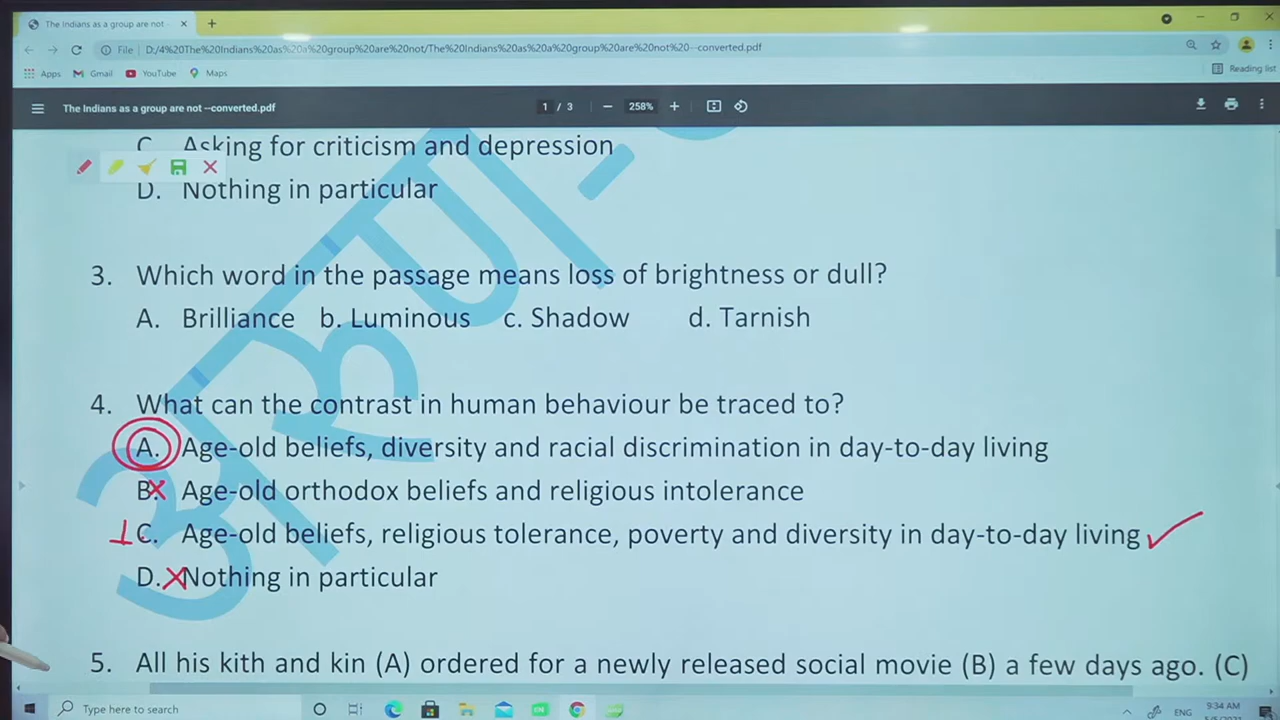 The Indians as a group are not -
File D:/4%20The%20Indians%20as%20a%20group%20are%20not/The%20Indians%20as%20a%20group%20are%20not%20--converted.pdf
Apps Gmail YouTube Maps Reading list
The Indians as a group are not --converted.pdf 1 / 3 258%
C. Asking for criticism and depression
D. Nothing in particular
3. Which word in the passage means loss of brightness or dull?
A. Brilliance b. Luminous c. Shadow d. Tarnish
4. What can the contrast in human behaviour be traced to?
A. Age-old beliefs, diversity and racial discrimination in day-to-day living
B. Age-old orthodox beliefs and religious intolerance
C. Age-old beliefs, religious tolerance, poverty and diversity in day-to-day living
D. Nothing in particular
5. All his kith and kin (A) ordered for a newly released social movie (B) a few days ago. (C)
Type here to search ENG 9:34 AM